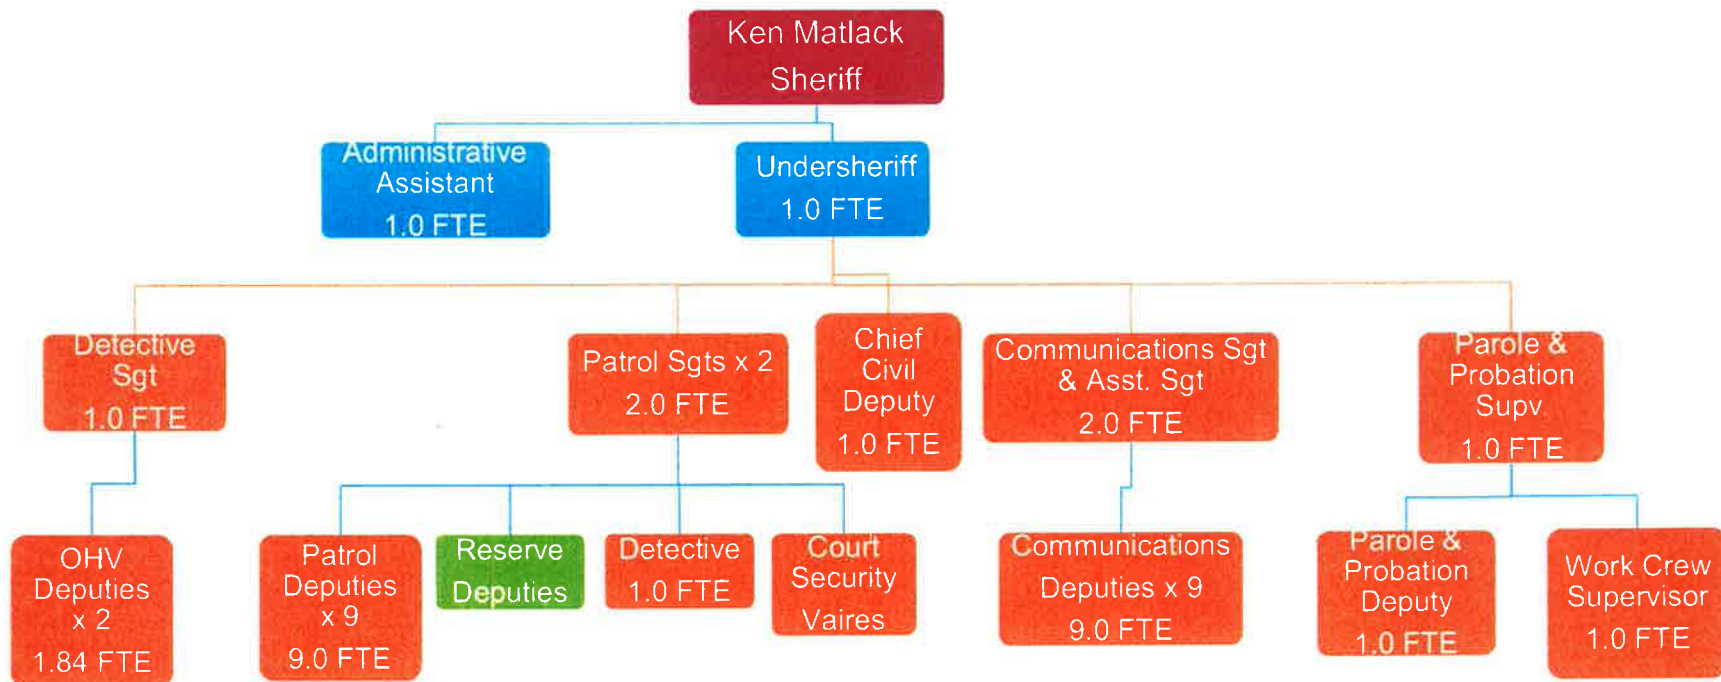 Ken Matlack
Sheriff
Administrative
Assistant
1.0 FTE
Undersheriff
1.0 FTE
Detective
Sgt
1.0 FTE
Patrol Sgts x 2
2.0 FTE
Chief
Civil
Deputy
1.0 FTE
Communications Sgt
& Asst. Sgt
2.0 FTE
Parole &
Probation
Supv.
1.0 FTE
OHV
Deputies
x 2
1.84 FTE
Patrol
Deputies
x 9
9.0 FTE
Reserve
Deputies
Detective
1.0 FTE
Court
Security
Vaires
Communications
Deputies x 9
9.0 FTE
Parole &
Probation
Deputy
1.0 FTE
Work Crew
Supervisor
1.0 FTE